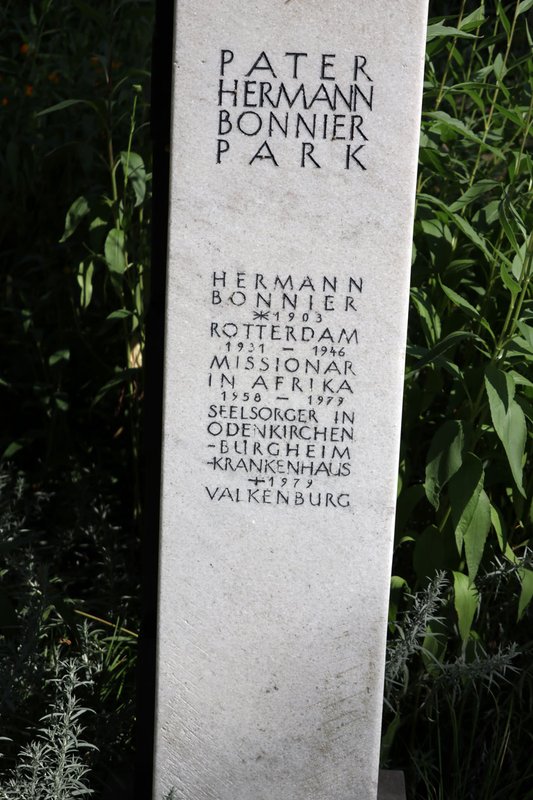 PATER
HERMANN
BONNIER
PARK
HERMANN
BONNIER
*1903
ROTTERDAM
1931 – 1946
MISSIONAR
IN AFRIKA
1958 – 1979
SEELSORGER IN
ODENKIRCHEN
-BURGHEIM
-KRANKENHAUS
+1979
VALKENBURG